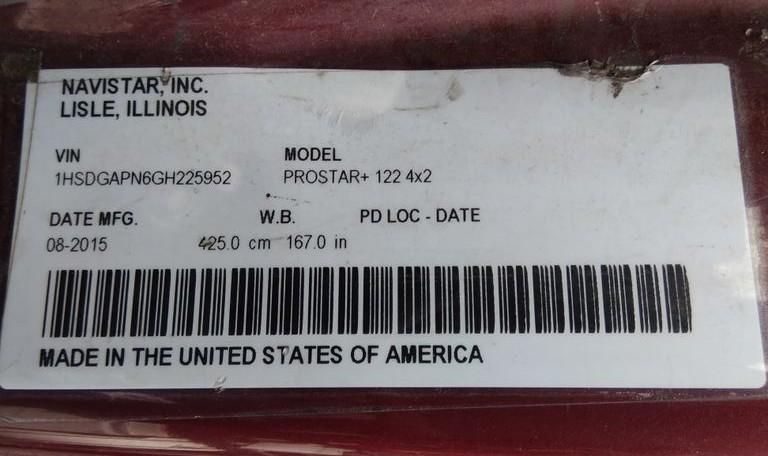 NAVISTAR, INC.
LISLE, ILLINOIS
VIN MODEL
1HSDGAPN6GH225952 PROSTAR+ 122 4x2
DATE MFG. W.B. PD LOC - DATE
08-2015 425.0 cm 167.0 in
MADE IN THE UNITED STATES OF AMERICA